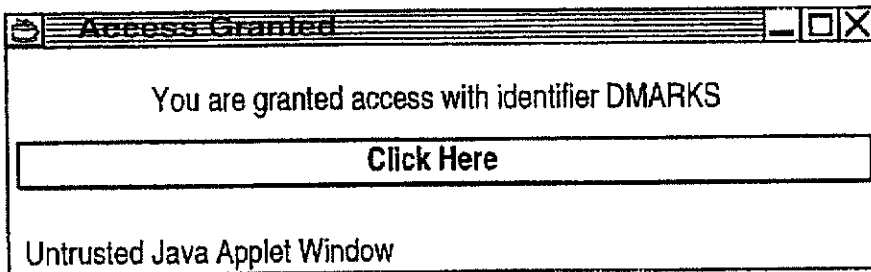 Access Granted
You are granted access with identifier DMARKS
Click Here
Untrusted Java Applet Window